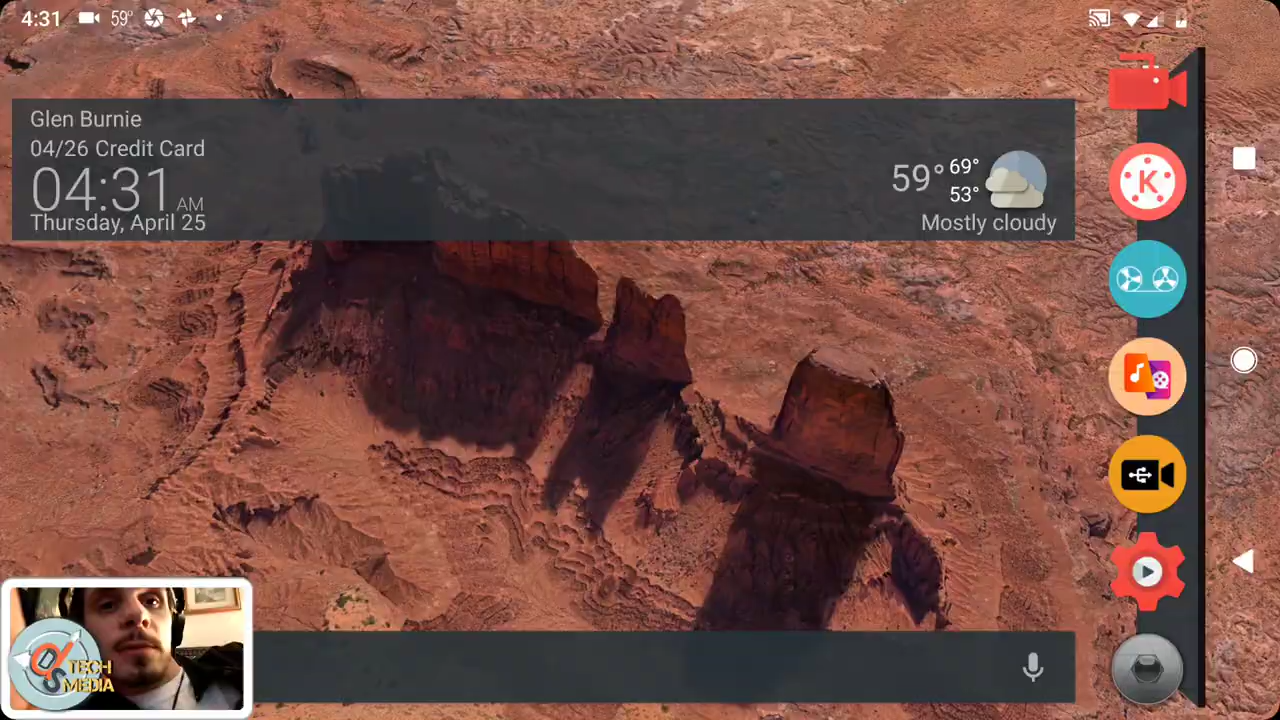 4:31 59°
Glen Burnie
04/26 Credit Card
04:31 AM
Thursday, April 25
59° 69°
53°
Mostly cloudy
K
TECH
MEDIA